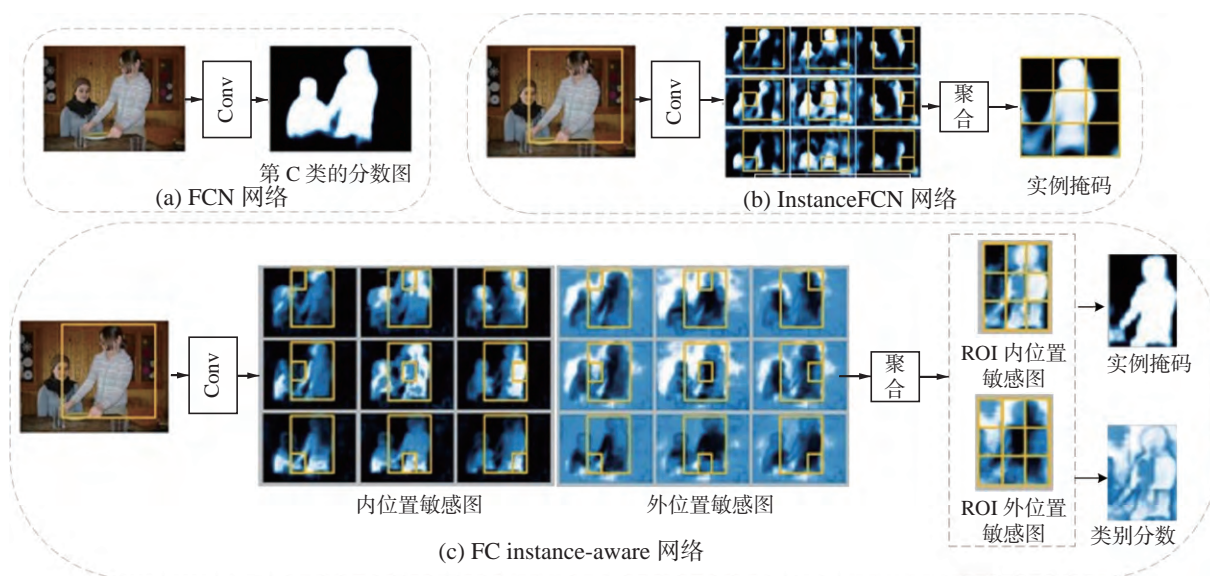 Conv
第 C 类的分数图
(a) FCN 网络
Conv
聚
合
实例掩码
(b) InstanceFCN 网络
Conv
内位置敏感图
外位置敏感图
聚
合
ROI 内位置
敏感图
实例掩码
ROI 外位置
敏感图
类别分数
(c) FC instance-aware 网络